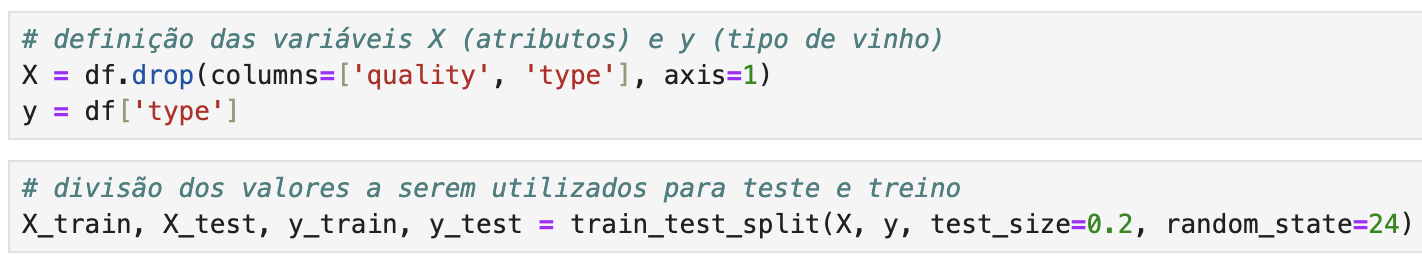 # definição das variáveis X (atributos) e y (tipo de vinho)
X = df.drop(columns=['quality', 'type'], axis=1)
y = df['type']
# divisão dos valores a serem utilizados para teste e treino
X_train, X_test, y_train, y_test = train_test_split(X, y, test_size=0.2, random_state=24)